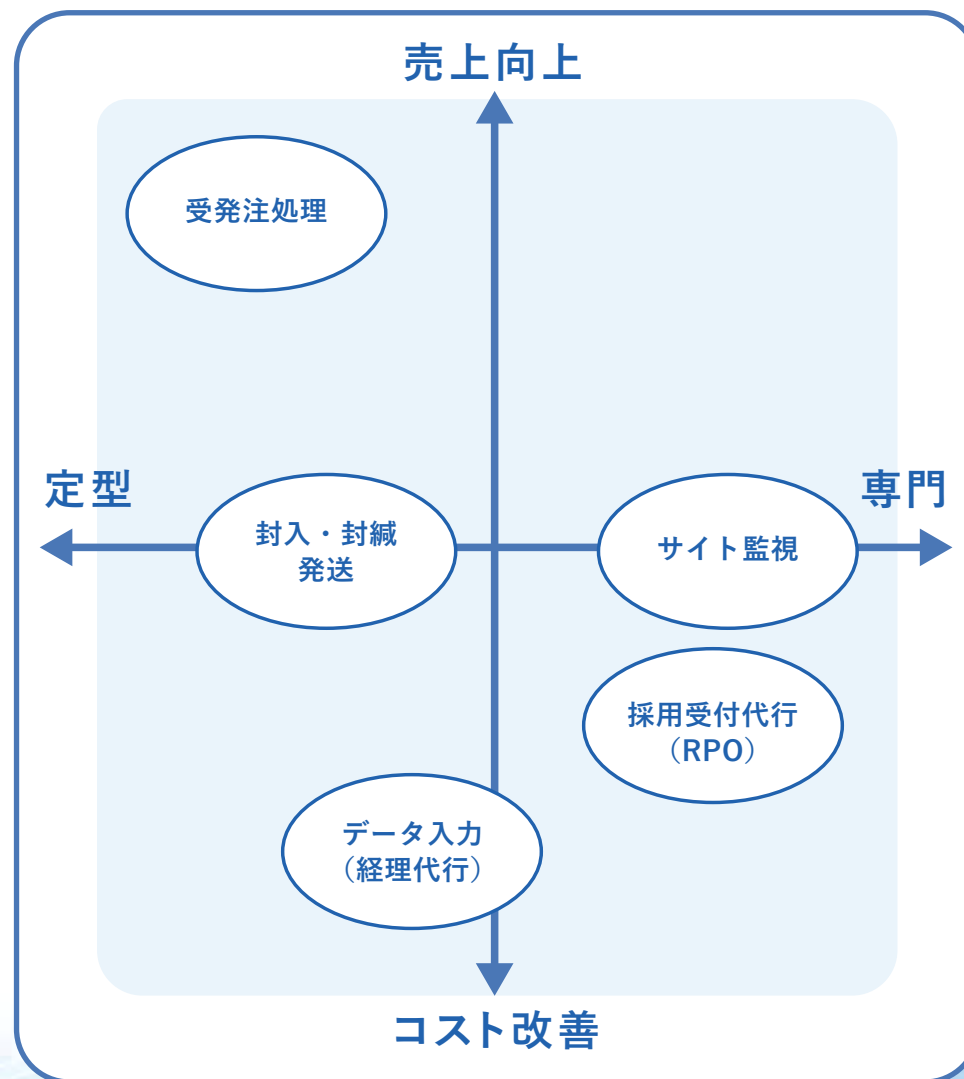 売上向上
受発注処理
定型
専門
封入・封緘
発送
サイト監視
採用受付代行
（RPO）
データ入力
（経理代行）
コスト改善